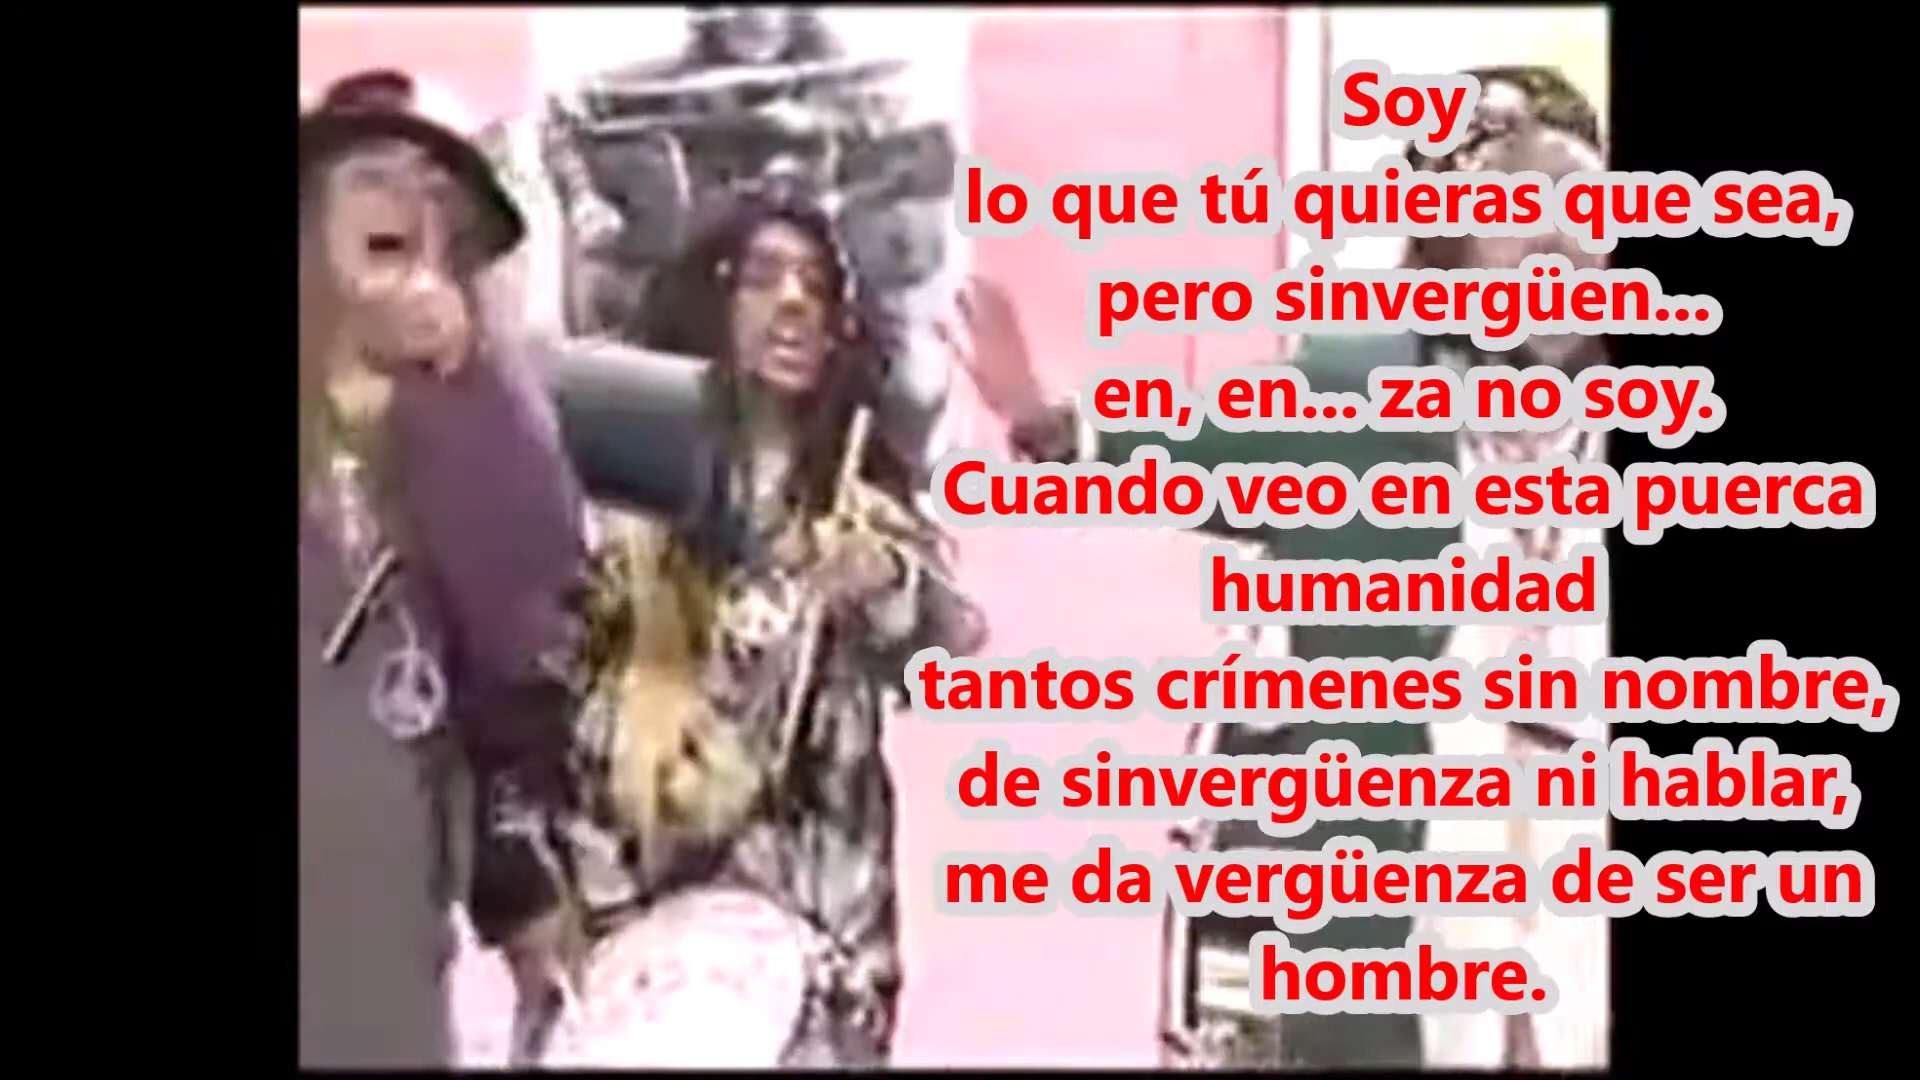 Soy
lo que tú quieras que sea,
pero sinvergüen...
en, en... za no soy.
Cuando veo en esta puerca
humanidad
tantos crímenes sin nombre,
de sinvergüenza ni hablar,
me da vergüenza de ser un
hombre.